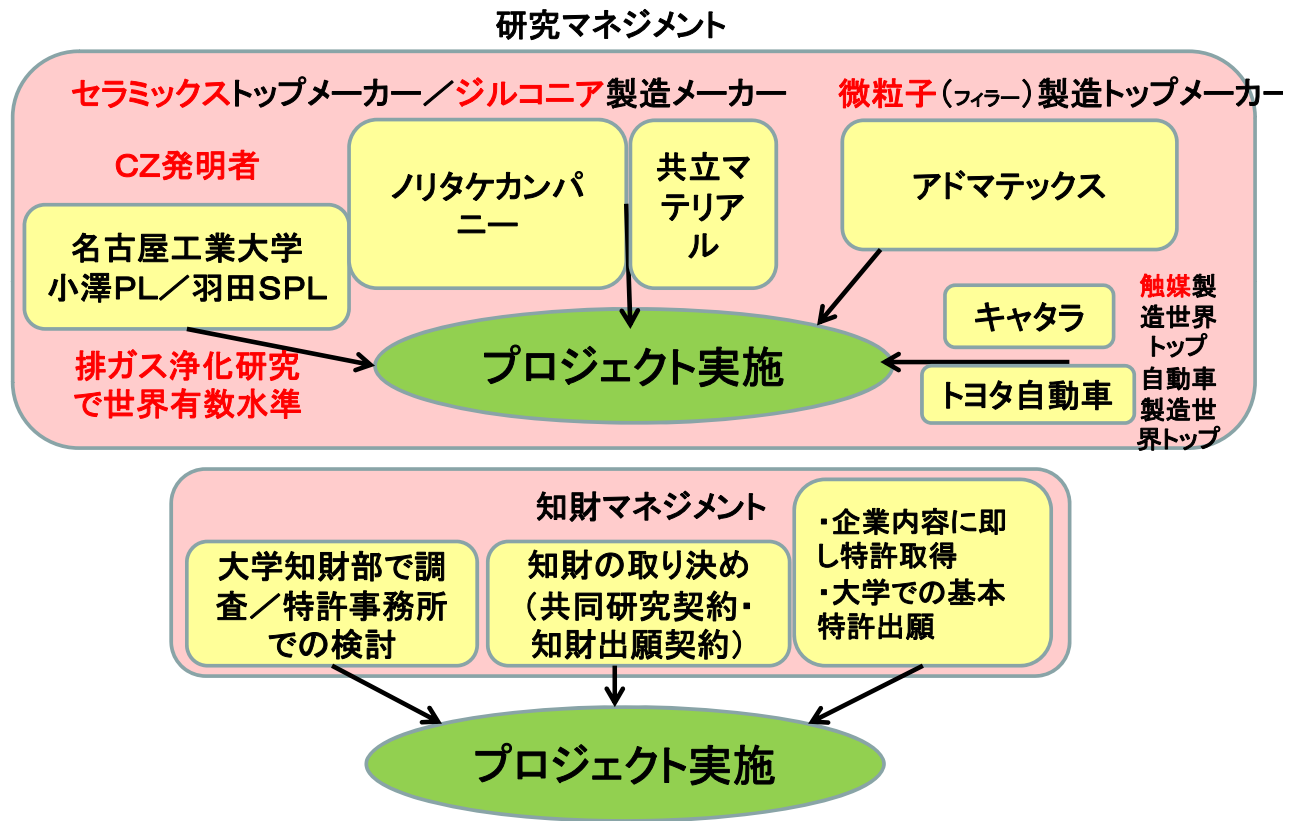 研究マネジメント
セラミックストップメーカー／ジルコニア製造メーカー
微粒子（フィラー）製造トップメーカー
ＣＺ発明者
名古屋工業大学
小澤ＰＬ／羽田ＳＰＬ
排ガス浄化研究
で世界有数水準
ノリタケカンパ
ニー
共立マ
テリア
ル
アドマテックス
キャタラ
トヨタ自動車
触媒製
造世界
トップ
自動車
製造世
界トップ
プロジェクト実施
知財マネジメント
大学知財部で調
査／特許事務所
での検討
知財の取り決め
（共同研究契約・
知財出願契約）
・企業内容に即
し特許取得
・大学での基本
特許出願
プロジェクト実施